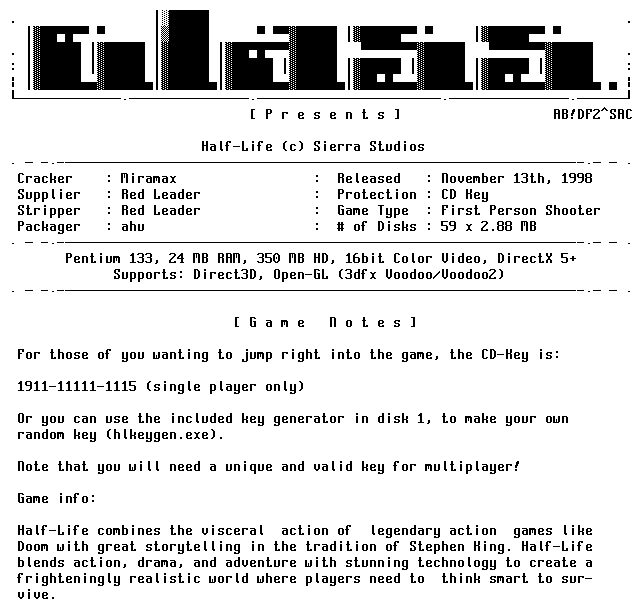 [ P r e s e n t s ] AB!DF2^SAC
Half-Life (c) Sierra Studios
Cracker : Miramax : Released : November 13th, 1998
Supplier : Red Leader : Protection : CD Key
Stripper : Red Leader : Game Type : First Person Shooter
Packager : ahu : # of Disks : 59 x 2.88 MB
Pentium 133, 24 MB RAM, 350 MB HD, 16bit Color Video, DirectX 5+
Supports: Direct3D, Open-GL (3dfx Voodoo/Voodoo2)
[ G a m e   N o t e s ]
For those of you wanting to jump right into the game, the CD-Key is:
1911-11111-1115 (single player only)
Or you can use the included key generator in disk 1, to make your own
random key (hlkeygen.exe).
Note that you will need a unique and valid key for multiplayer!
Game info:
Half-Life combines the visceral  action of  legendary action  games like
Doom with great storytelling in the tradition of Stephen King. Half-Life
blends action, drama, and adventure with stunning technology to create a
frighteningly realistic world where players need to  think smart to sur-
vive.